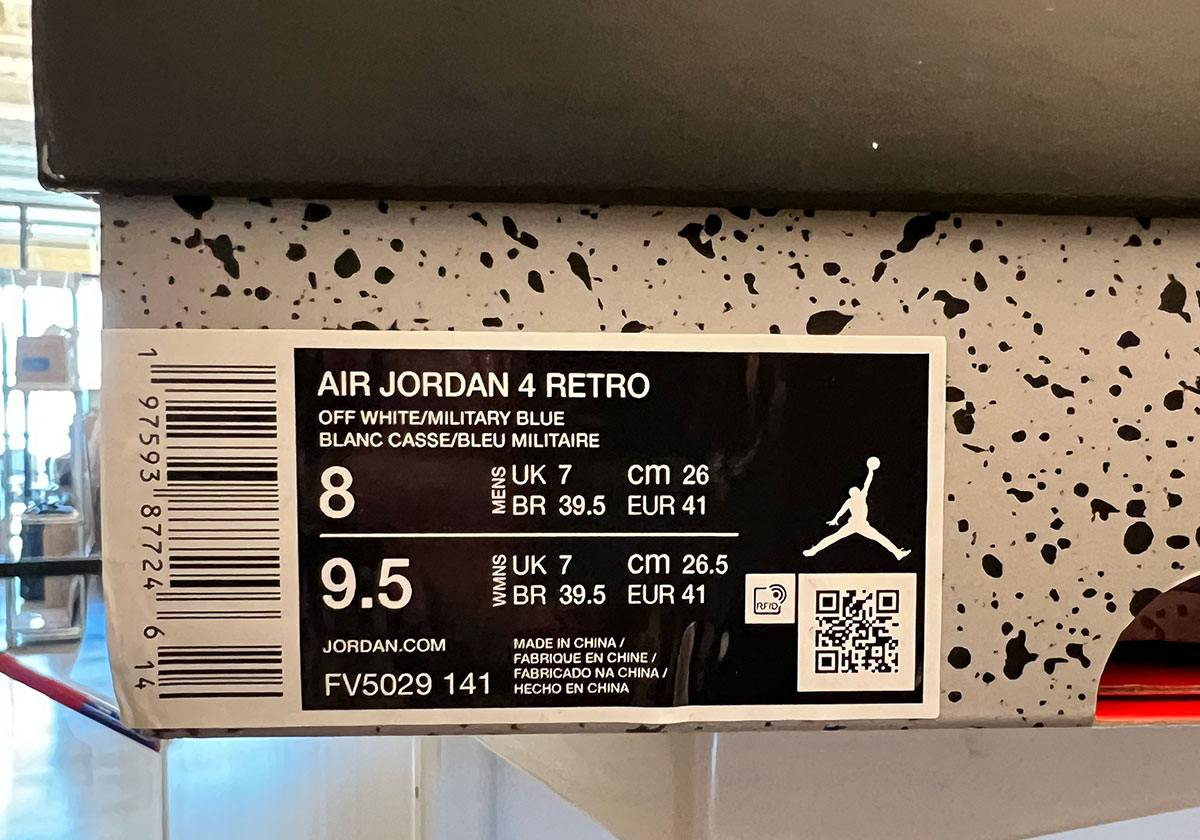 1 97593 87724 6 14
AIR JORDAN 4 RETRO
OFF WHITE/MILITARY BLUE
BLANC CASSE/BLEU MILITAIRE
8 MENS UK 7 cm 26
BR 39.5 EUR 41
9.5 WMNS UK 7 cm 26.5
BR 39.5 EUR 41
RFID
JORDAN.COM
FV5029 141
MADE IN CHINA /
FABRIQUE EN CHINE /
FABRICADO NA CHINA /
HECHO EN CHINA